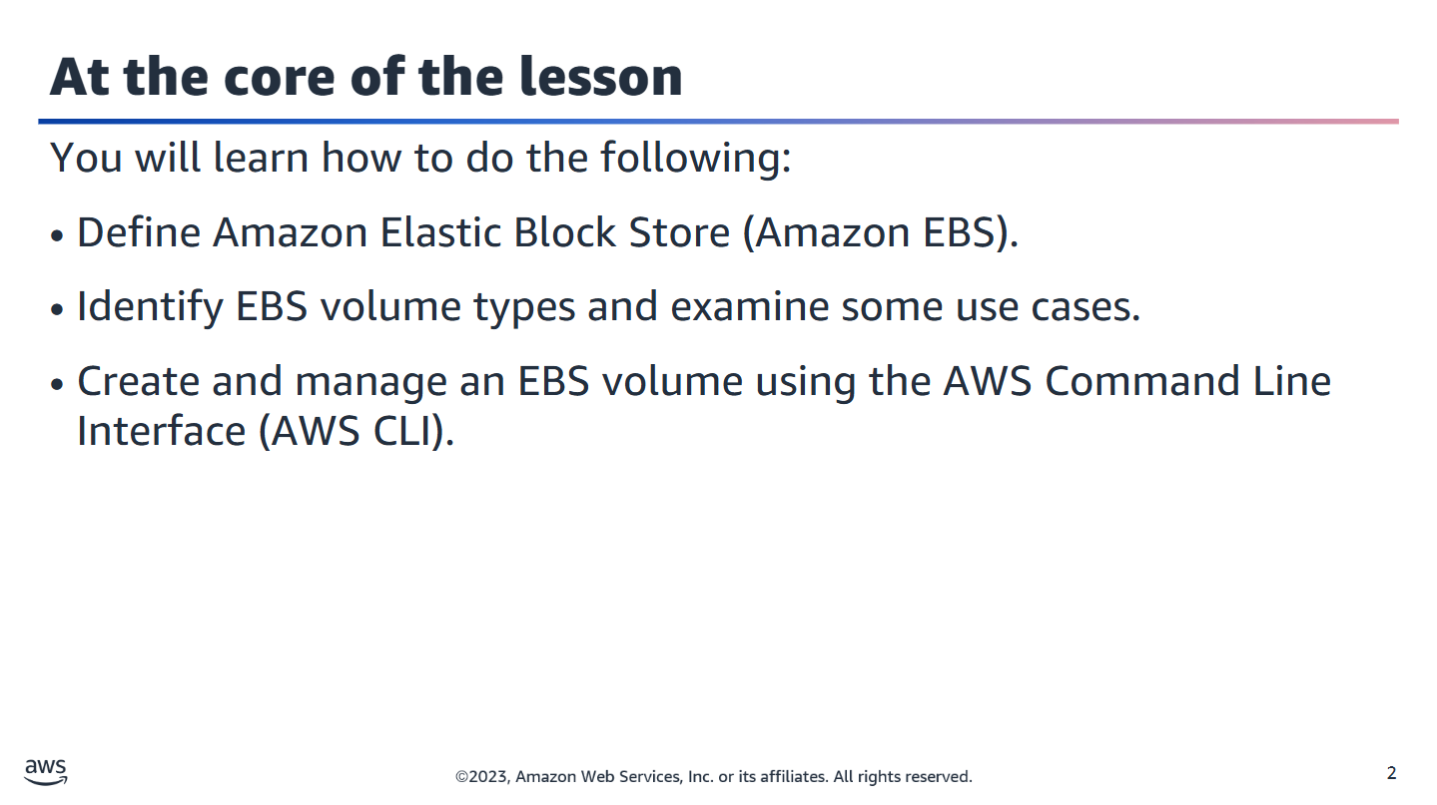 At the core of the lesson
You will learn how to do the following:
• Define Amazon Elastic Block Store (Amazon EBS).
• Identify EBS volume types and examine some use cases.
• Create and manage an EBS volume using the AWS Command Line
Interface (AWS CLI).
aws
©2023, Amazon Web Services, Inc. or its affiliates. All rights reserved.
2